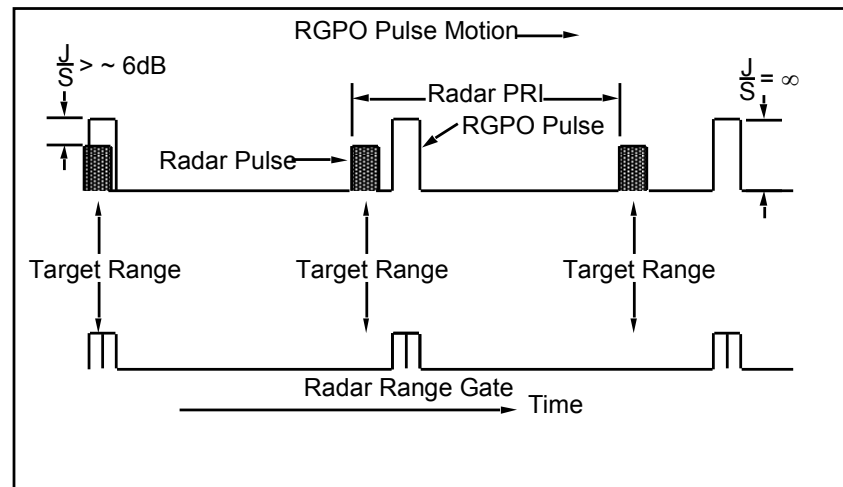 RGPO Pulse Motion
J/S > ~ 6dB
J/S = ∞
Radar PRI
RGPO Pulse
Radar Pulse
Target Range
Target Range
Target Range
Radar Range Gate
Time